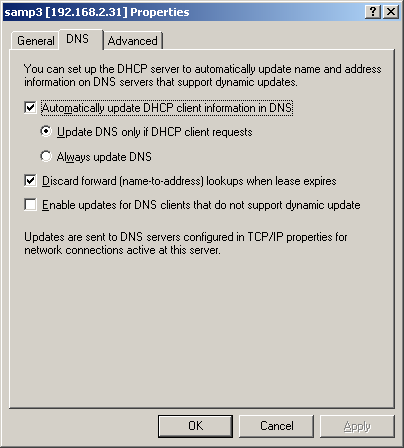 samp3 [192.168.2.31] Properties
General DNS Advanced
You can set up the DHCP server to automatically update name and address
information on DNS servers that support dynamic updates.
Automatically update DHCP client information in DNS
Update DNS only if DHCP client requests
Always update DNS
Discard forward (name-to-address) lookups when lease expires
Enable updates for DNS clients that do not support dynamic update
Updates are sent to DNS servers configured in TCP/IP properties for
network connections active at this server.
OK Cancel Apply